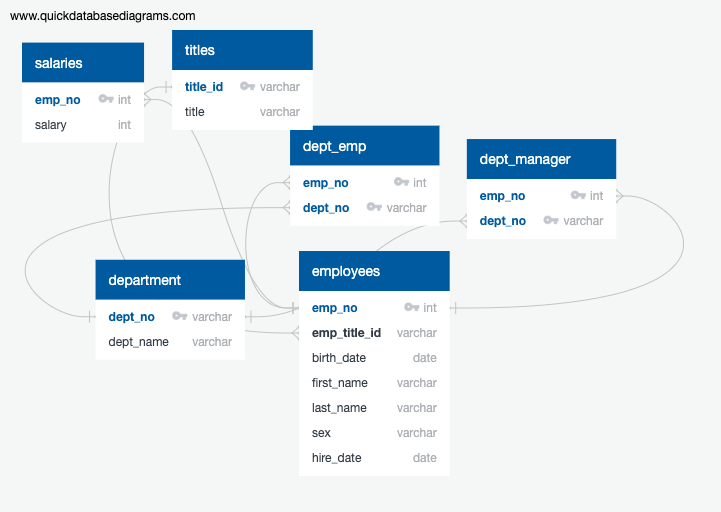 www.quickdatabasediagrams.com
salaries
emp_no int
salary int
titles
title_id varchar
title varchar
dept_emp
emp_no int
dept_no varchar
dept_manager
emp_no int
dept_no varchar
department
dept_no varchar
dept_name varchar
employees
emp_no int
emp_title_id varchar
birth_date date
first_name varchar
last_name varchar
sex varchar
hire_date date